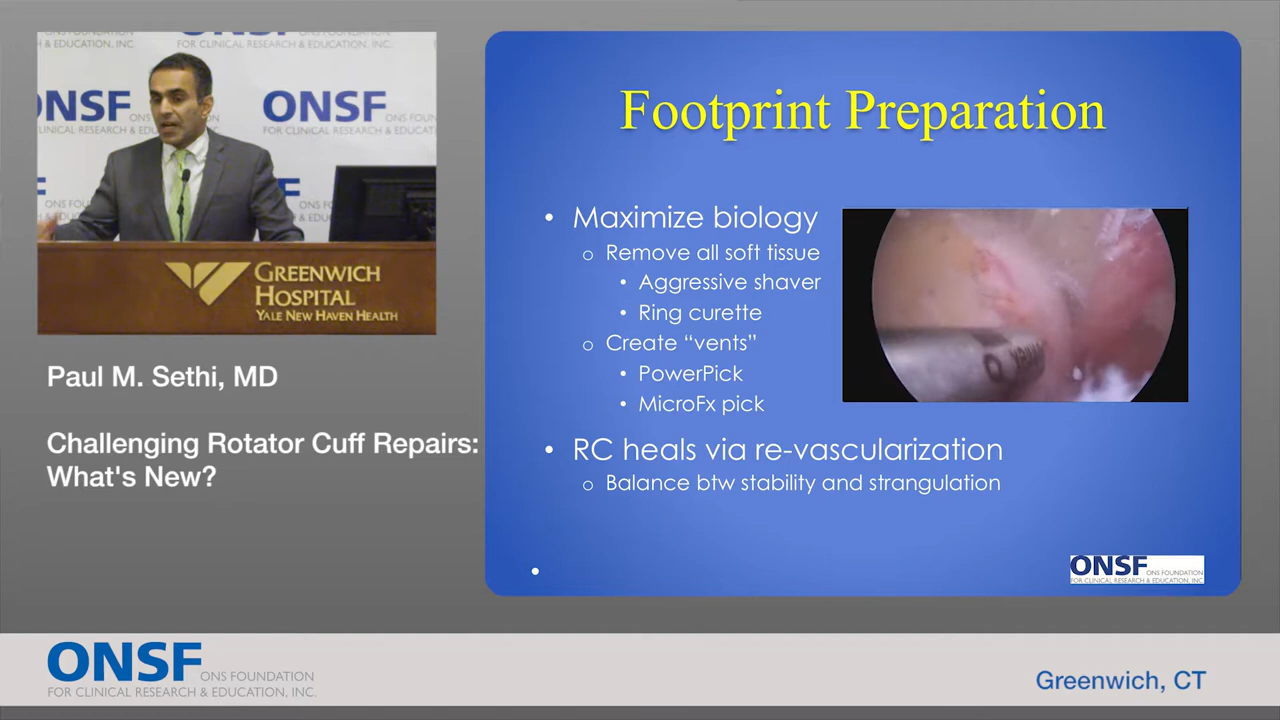 ONS FOUNDATION
FOR CLINICAL RESEARCH & EDUCATION, INC.
ONSF
ONSF
FOR CLINICAL RESEARCH & EDUCATI
GREENWICH
HOSPITAL
YALE NEW HAVEN HEALTH
Paul M. Sethi, MD
Challenging Rotator Cuff Repairs:
What's New?
Footprint Preparation
• Maximize biology
o Remove all soft tissue
• Aggressive shaver
• Ring curette
o Create “vents”
• PowerPick
• MicroFx pick
• RC heals via re-vascularization
o Balance btw stability and strangulation
•
ONSF ONS FOUNDATION
FOR CLINICAL RESEARCH & EDUCATION, INC.
ONSF ONS FOUNDATION
FOR CLINICAL RESEARCH & EDUCATION, INC.
Greenwich, CT